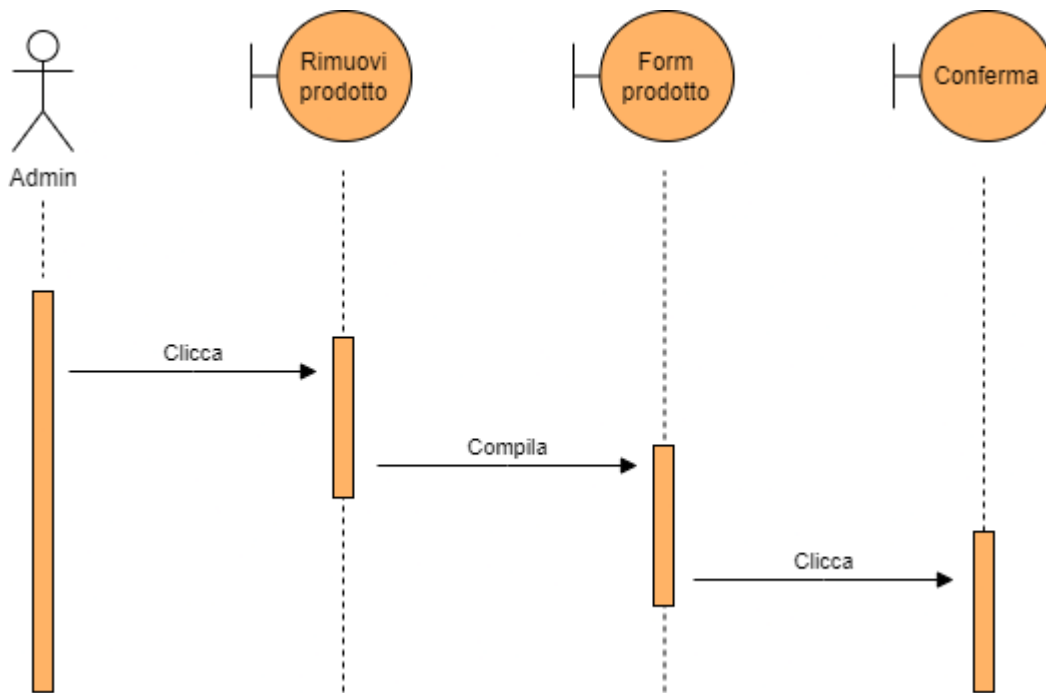 Rimuovi
prodotto
Form
prodotto
Conferma
Admin
Clicca
Compila
Clicca